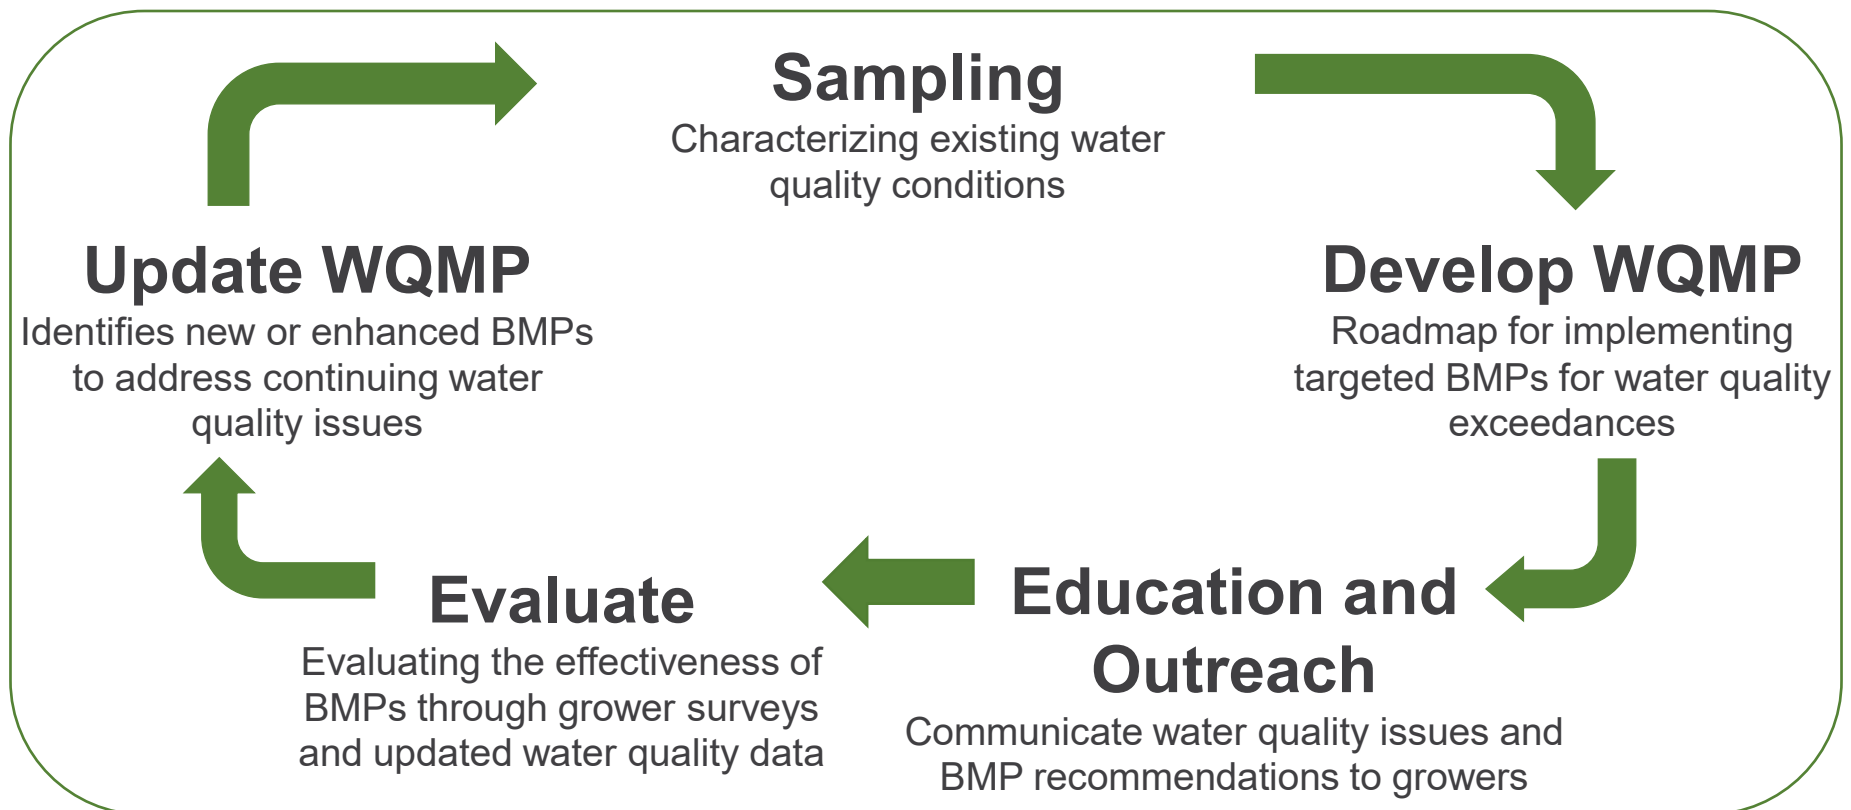 Sampling
Characterizing existing water
quality conditions
Develop WQMP
Roadmap for implementing
targeted BMPs for water quality
exceedances
Education and
Outreach
Communicate water quality issues and
BMP recommendations to growers
Evaluate
Evaluating the effectiveness of
BMPs through grower surveys
and updated water quality data
Update WQMP
Identifies new or enhanced BMPs
to address continuing water
quality issues